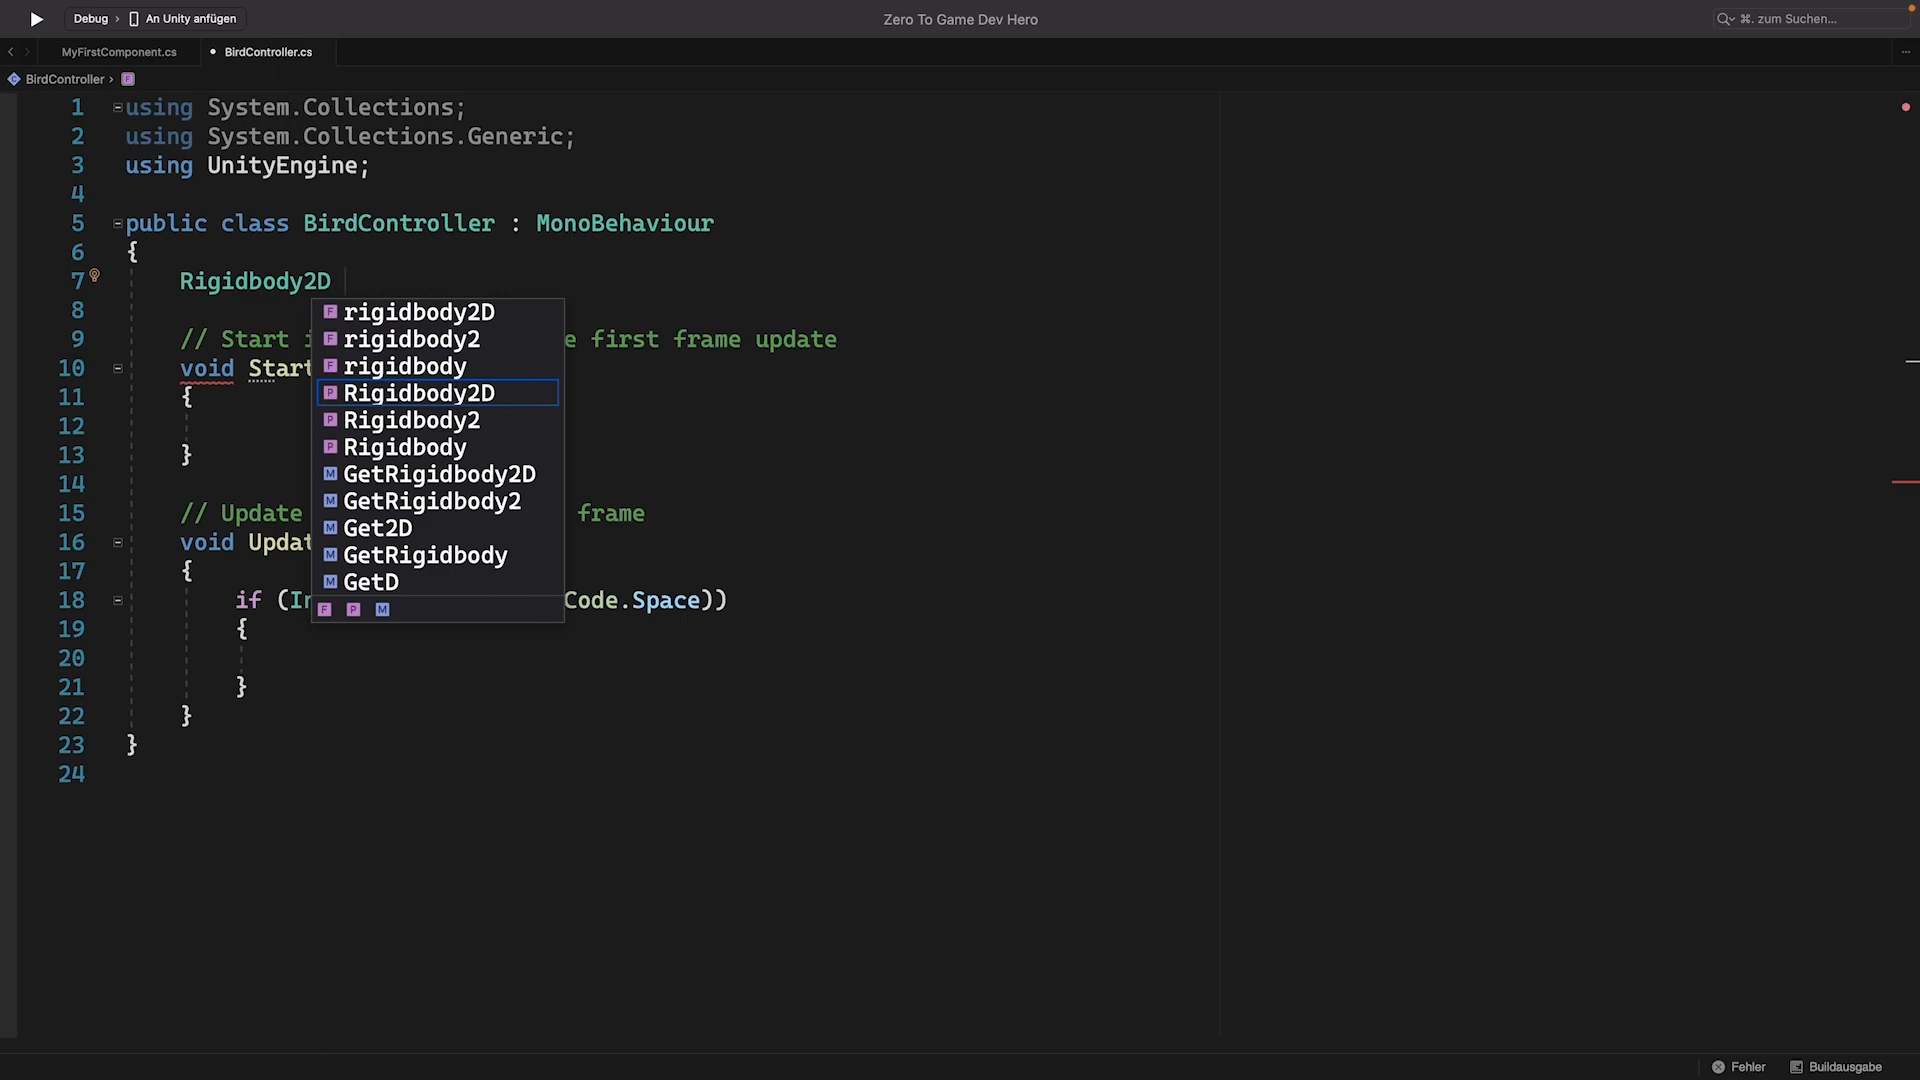 Debug › An Unity anfügen
Zero To Game Dev Hero
⌘. zum Suchen...
MyFirstComponent.cs
BirdController.cs
BirdController ›
1 using System.Collections;
2 using System.Collections.Generic;
3 using UnityEngine;
4
5 public class BirdController : MonoBehaviour
6 {
7 Rigidbody2D
8
9 // Start e first frame update
10 void Start
11 {
12
13 }
14
15 // Update frame
16 void Updat
17 {
18 if (In Code.Space))
19 {
20
21 }
22 }
23 }
24
F rigidbody2D
F rigidbody2
F rigidbody
P Rigidbody2D
P Rigidbody2
P Rigidbody
M GetRigidbody2D
M GetRigidbody2
M Get2D
M GetRigidbody
M GetD
F P M
Fehler
Buildausgabe